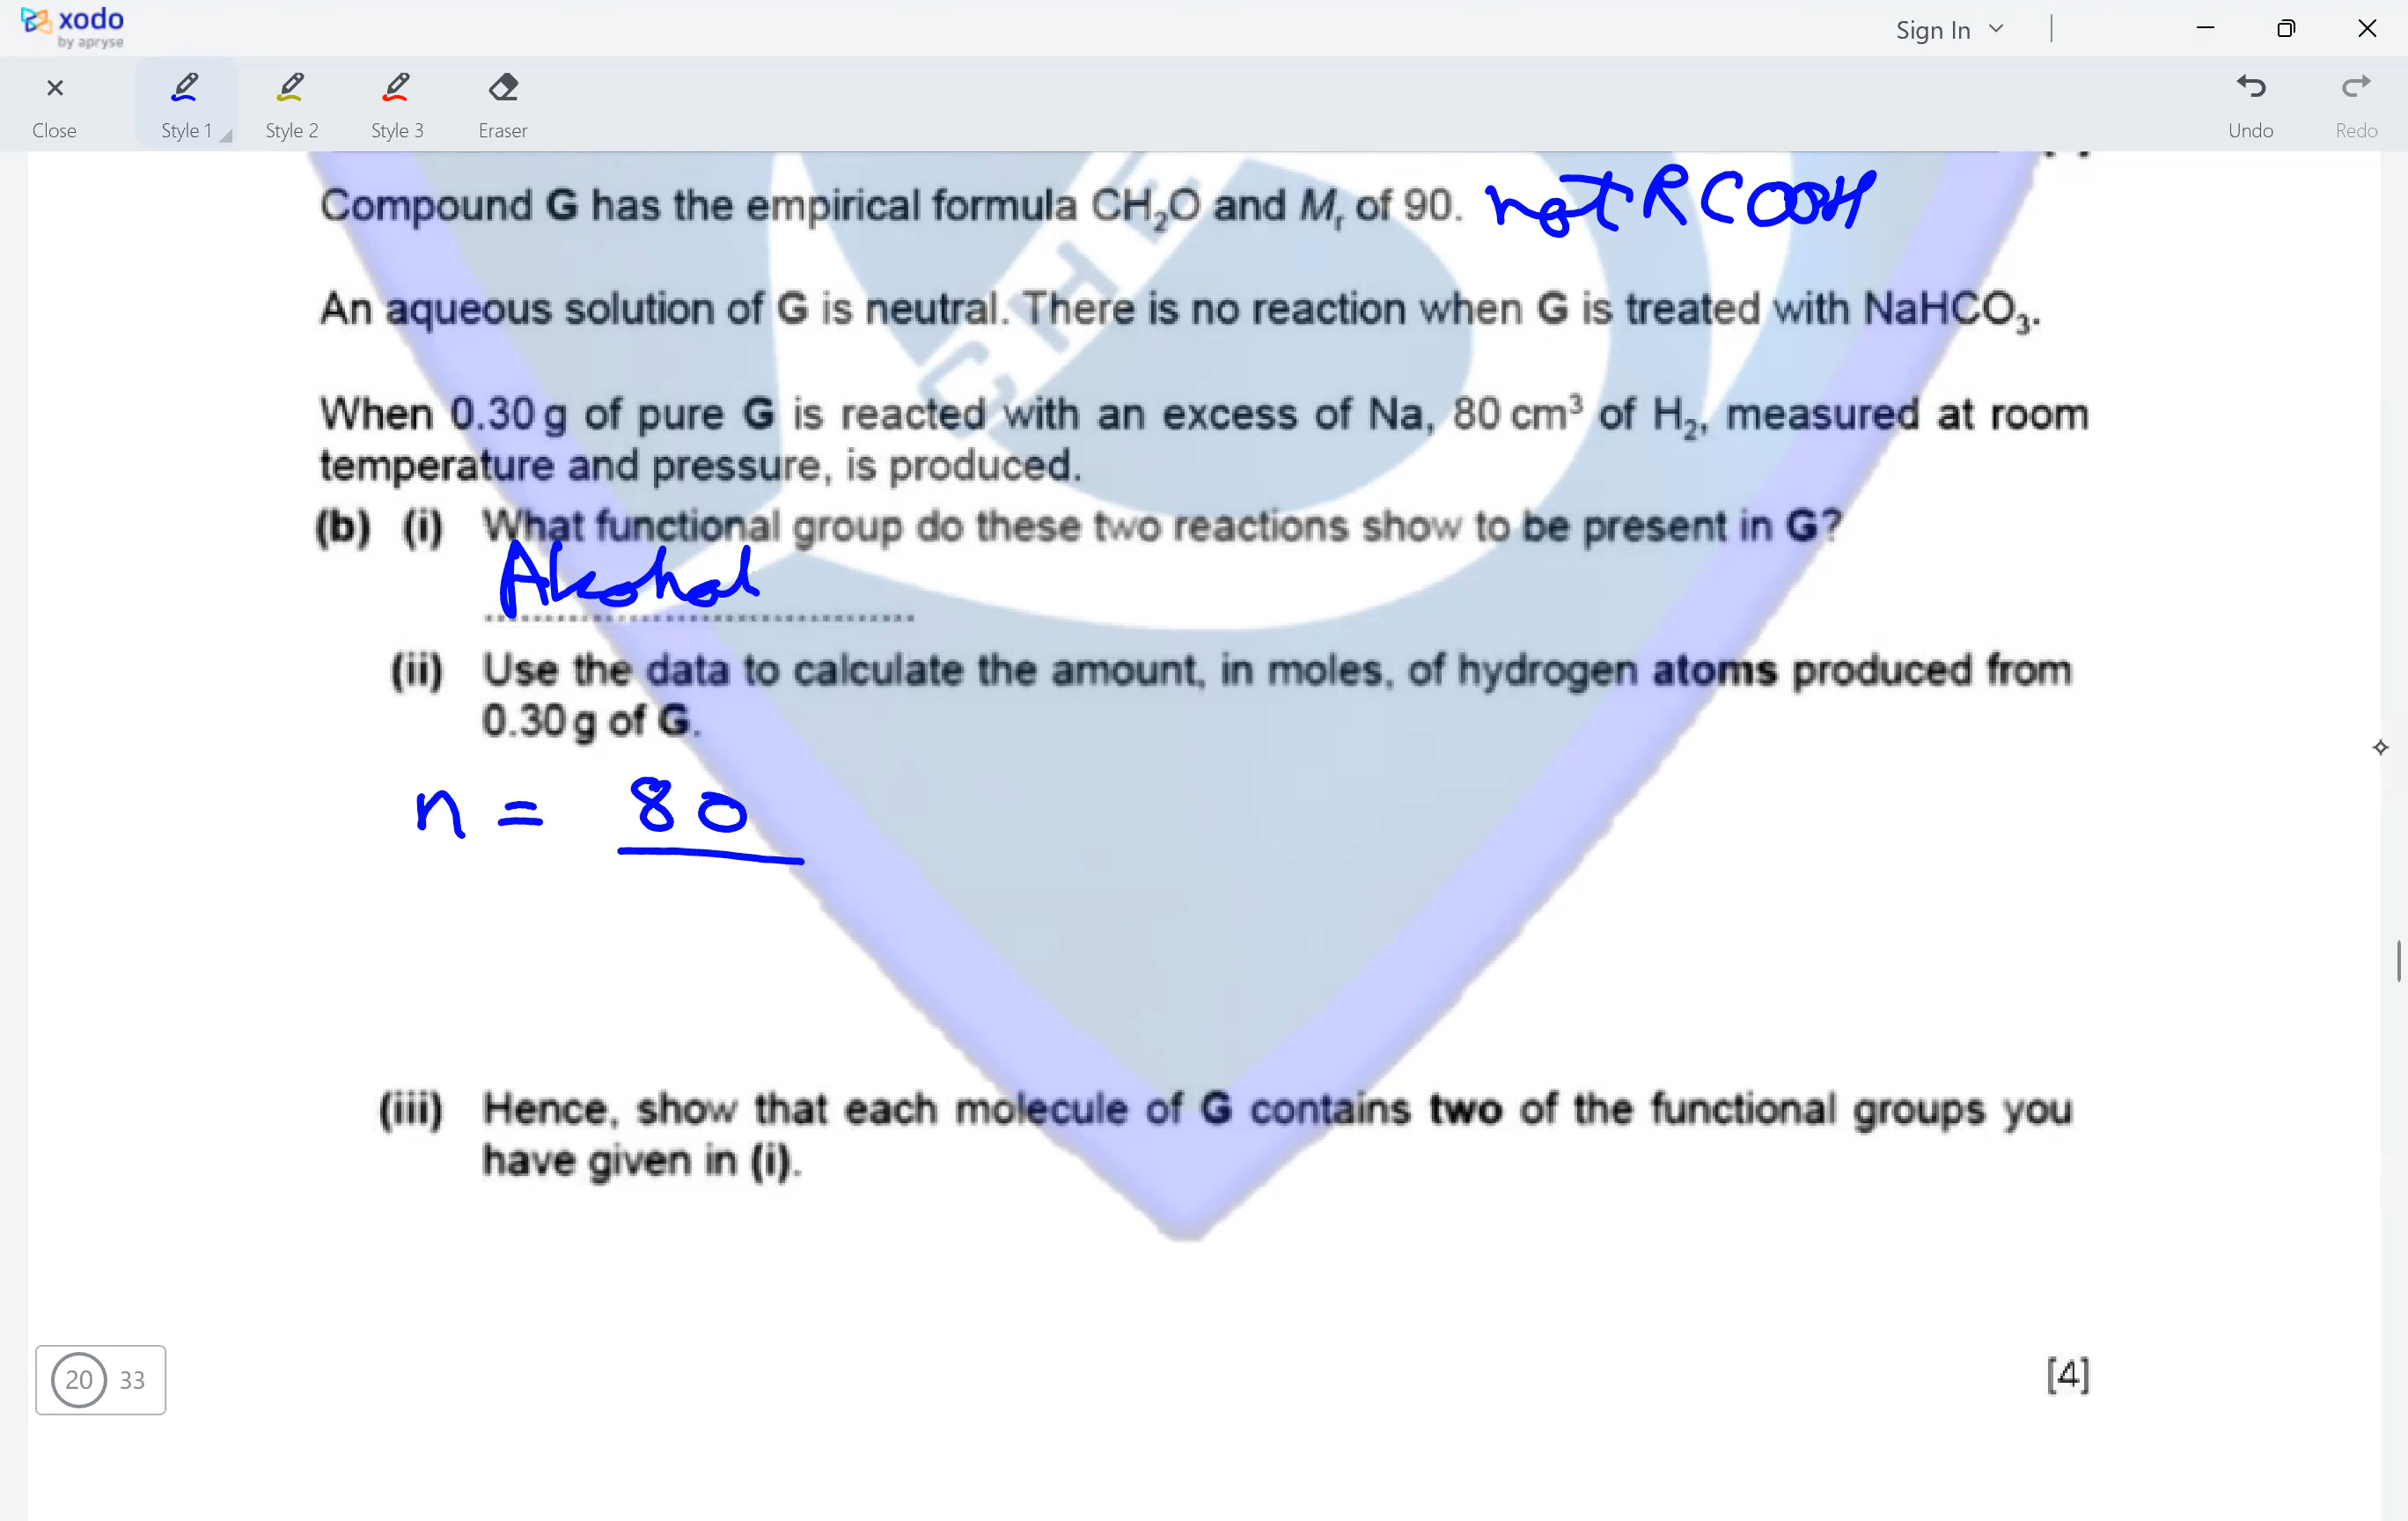 xodo
by apryse
Sign In
Close
Style 1
Style 2
Style 3
Eraser
Undo
Redo
Compound G has the empirical formula CH₂O and Mᵣ of 90. not RCOOH
An aqueous solution of G is neutral. There is no reaction when G is treated with NaHCO₃.
When 0.30 g of pure G is reacted with an excess of Na, 80 cm³ of H₂, measured at room
temperature and pressure, is produced.
(b) (i) What functional group do these two reactions show to be present in G?
Alcohol
(ii) Use the data to calculate the amount, in moles, of hydrogen atoms produced from
0.30 g of G.
n = 80
(iii) Hence, show that each molecule of G contains two of the functional groups you
have given in (i).
[4]
20 33
CHE